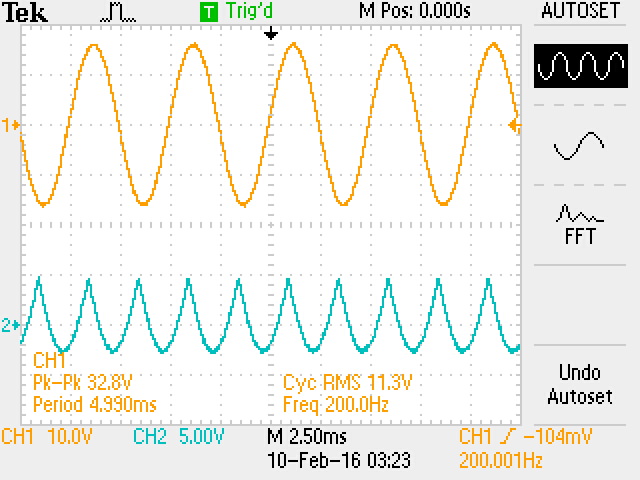 Tek T Trig'd M Pos: 0.000s AUTOSET
1
FFT
2
CH1
Pk-Pk 32.8V Cyc RMS 11.3V
Period 4.990ms Freq 200.0Hz
Undo
Autoset
CH1 10.0V CH2 5.00V M 2.50ms CH1 -104mV
10-Feb-16 03:23 200.001Hz